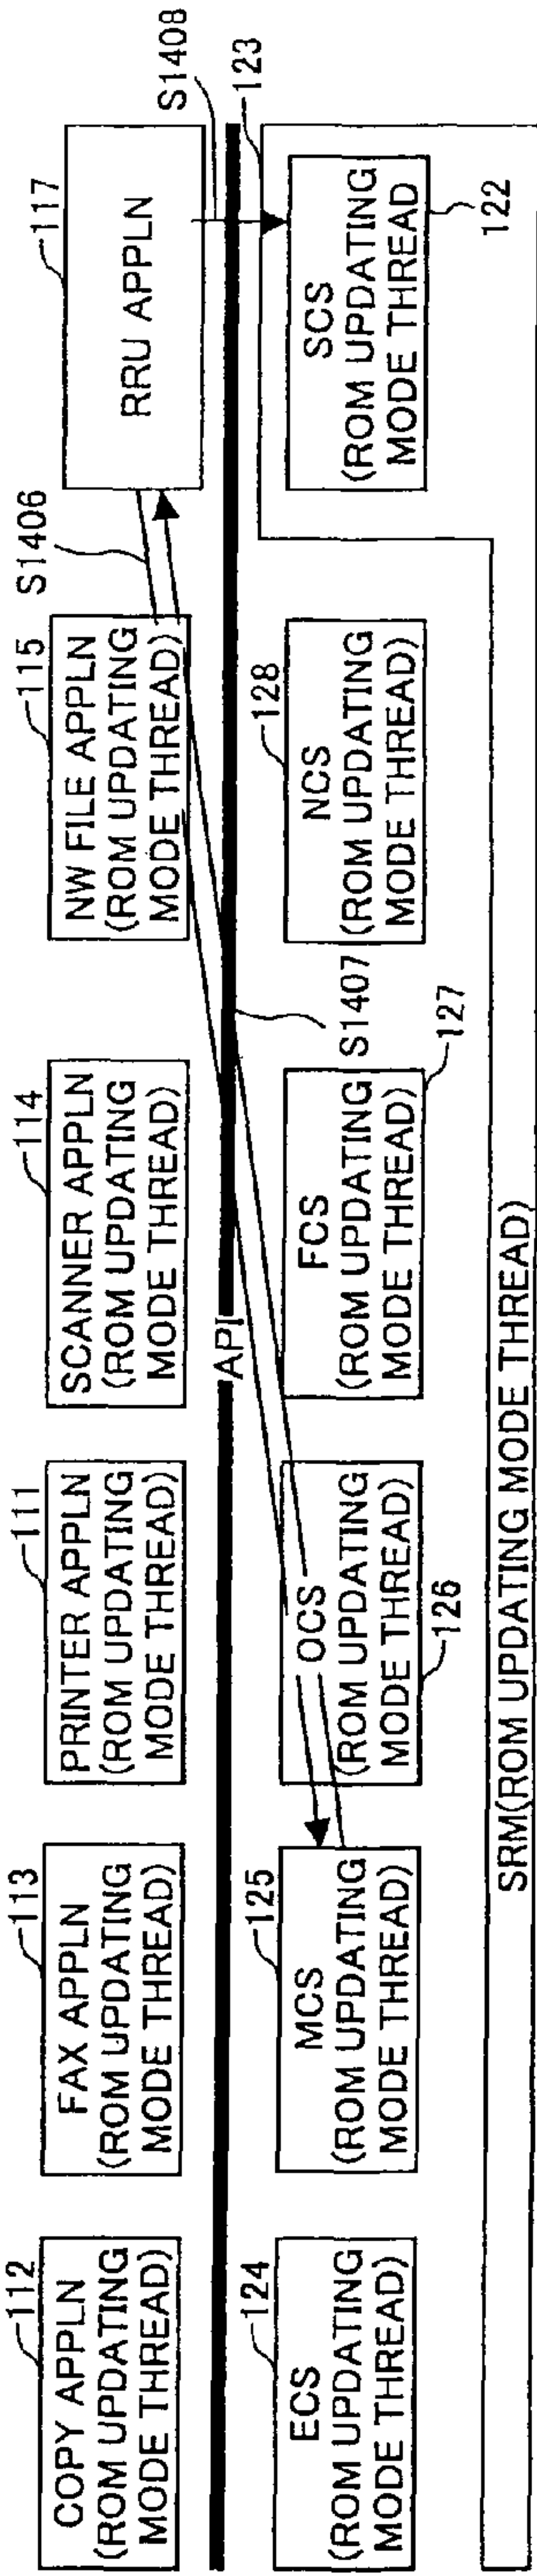 112
COPY APPLN
(ROM UPDATING
MODE THREAD)
113
FAX APPLN
(ROM UPDATING
MODE THREAD)
111
PRINTER APPLN
(ROM UPDATING
MODE THREAD)
114
SCANNER APPLN
(ROM UPDATING
MODE THREAD)
115
NW FILE APPLN
(ROM UPDATING
MODE THREAD)
S1406
117
RRU APPLN
S1408
API
123
124
ECS
(ROM UPDATING
MODE THREAD)
125
MCS
(ROM UPDATING
MODE THREAD)
OCS
(ROM UPDATING
MODE THREAD)
126
FCS
(ROM UPDATING
MODE THREAD)
127
S1407
128
NCS
(ROM UPDATING
MODE THREAD)
SCS
(ROM UPDATING
MODE THREAD
122
SRM(ROM UPDATING MODE THREAD)